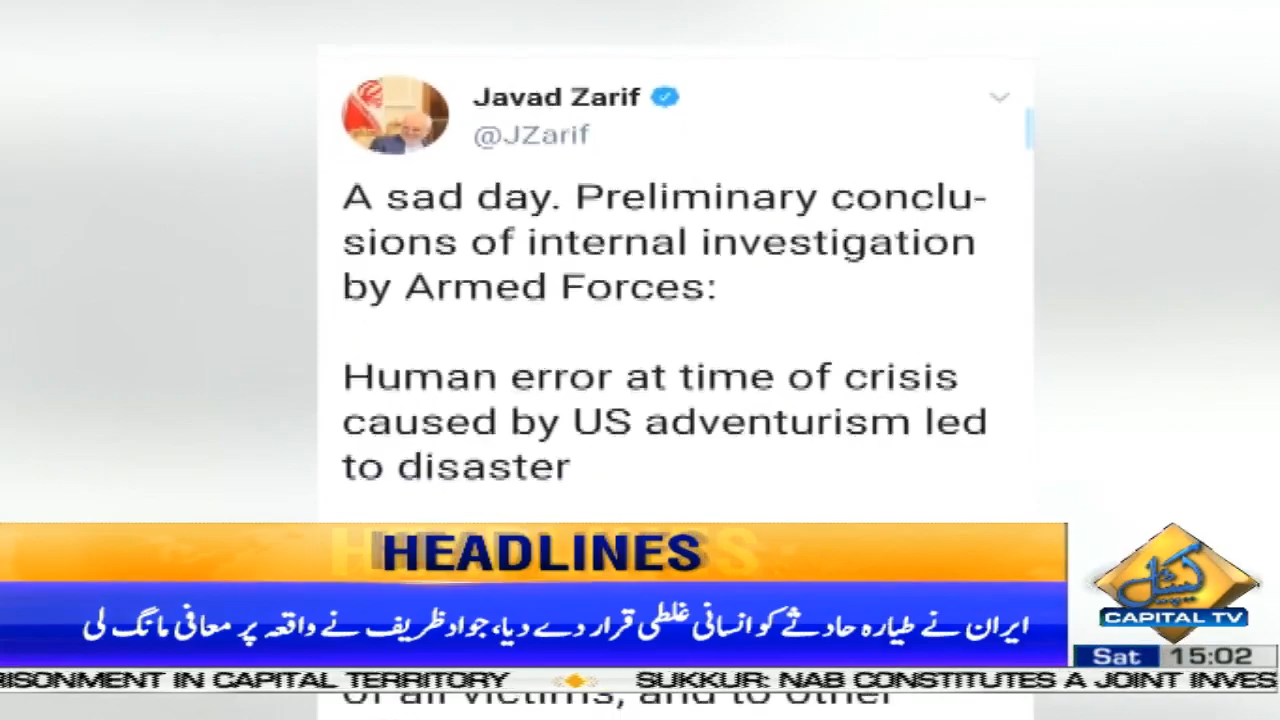 Javad Zarif
@JZarif
A sad day. Preliminary conclu-
sions of internal investigation
by Armed Forces:
Human error at time of crisis
caused by US adventurism led
to disaster
HEADLINES
ایران نے طیارہ حادثے کو انسانی غلطی قرار دے دیا، جواد ظریف نے واقعہ پر معافی مانگ لی
کیپیٹل
CAPITAL TV
Sat 15:02
RISONMENT IN CAPITAL TERRITORY SUKKUR: NAB CONSTITUTES A JOINT INVES
of all victims, and to other